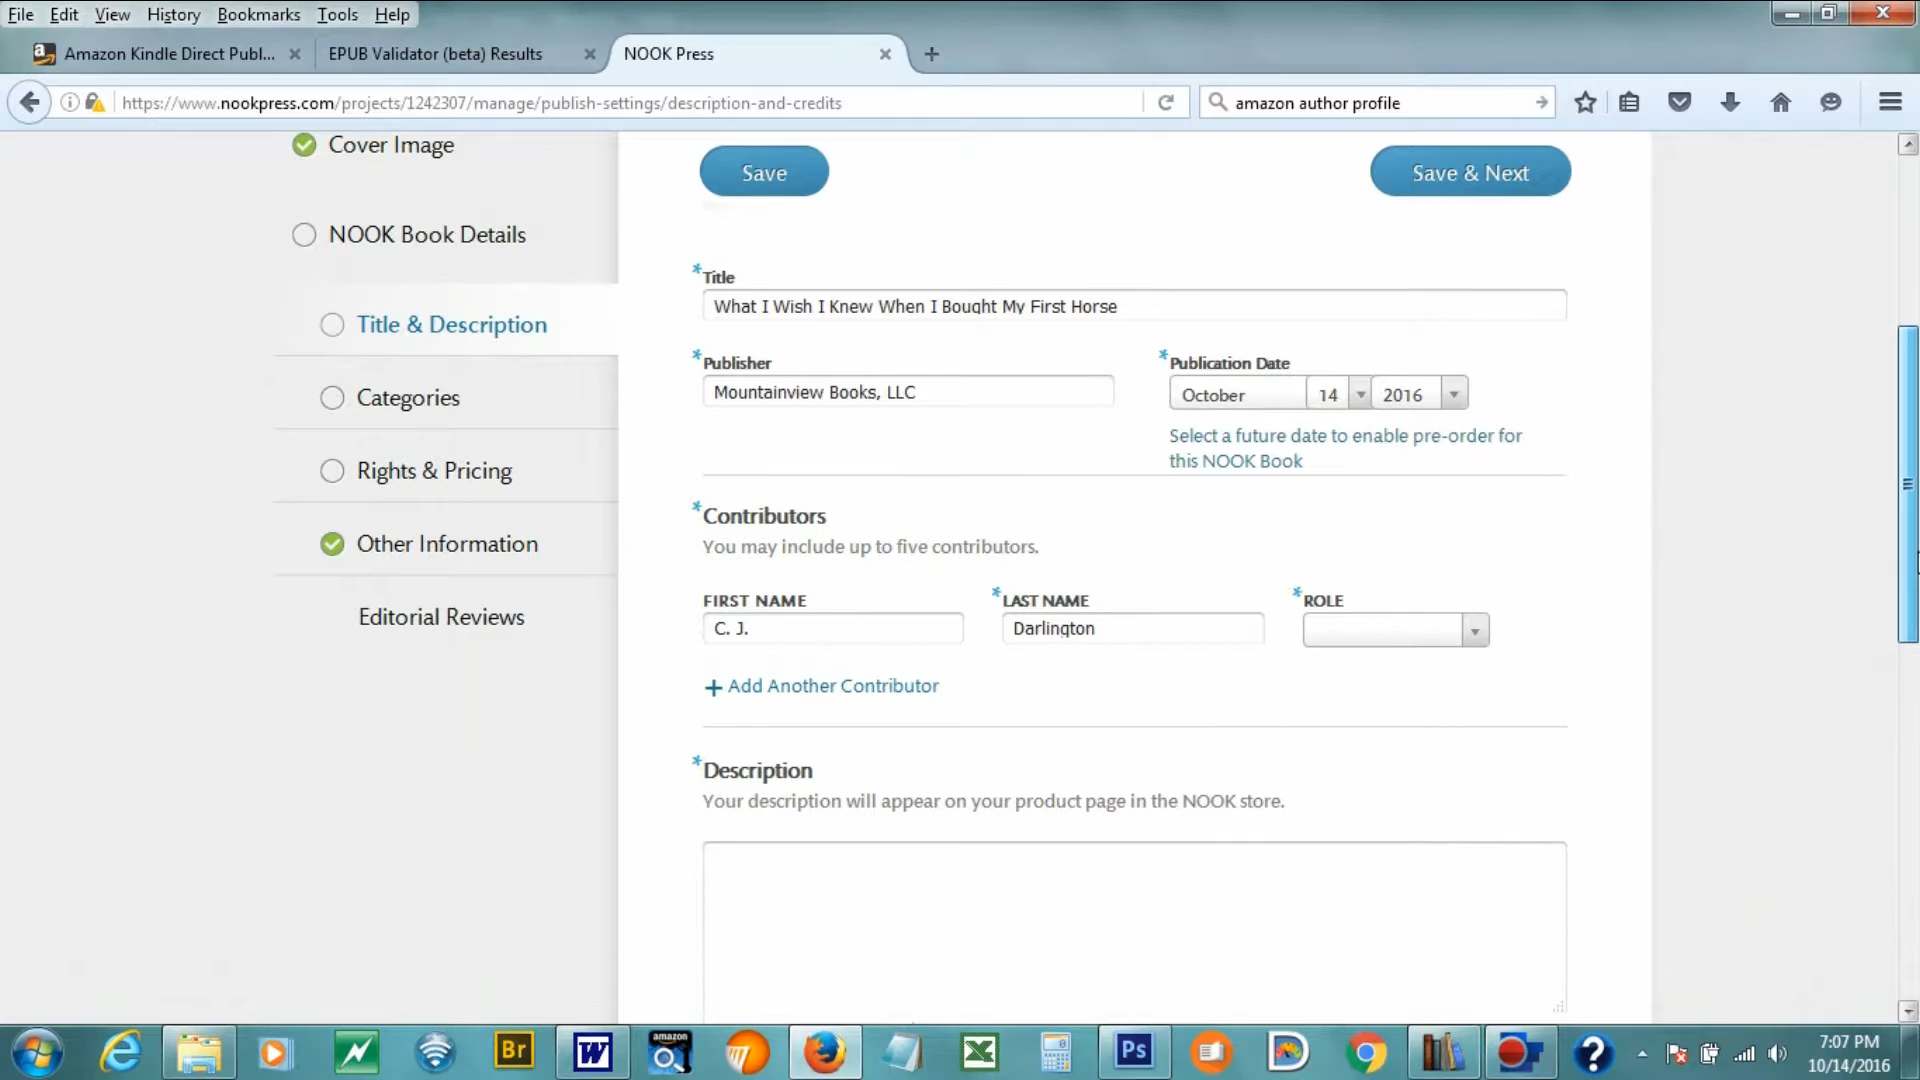 File Edit View History Bookmarks Tools Help
Amazon Kindle Direct Publ... EPUB Validator (beta) Results NOOK Press
https://www.nookpress.com/projects/1242307/manage/publish-settings/description-and-credits amazon author profile
Cover Image
Save Save & Next
NOOK Book Details
*Title
What I Wish I Knew When I Bought My First Horse
Title & Description
*Publisher *Publication Date
Mountainview Books, LLC October 14 2016
Categories
Select a future date to enable pre-order for
this NOOK Book
Rights & Pricing
*Contributors
You may include up to five contributors.
Other Information
FIRST NAME *LAST NAME *ROLE
C. J. Darlington
Editorial Reviews
+ Add Another Contributor
*Description
Your description will appear on your product page in the NOOK store.
Br W amazon Ps D ?
7:07 PM
10/14/2016